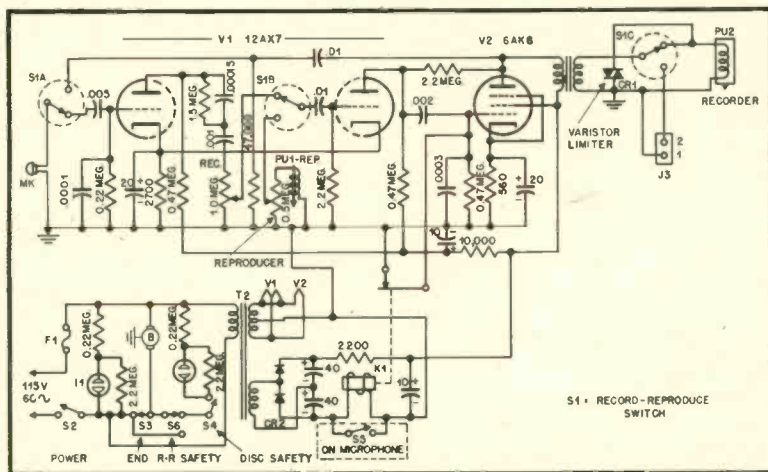 V1 12AX7
V2 6AK6
S1C
PU2
S1A
.01
2.2 MEG.
.005
1.5 MEG.
.00015
S1B
.01
.002
CR1
RECORDER
VARISTOR
LIMITER
2
1
J3
MK
.0001
0.22 MEG.
20
2700
0.47 MEG.
.001
REC.
1.0 MEG.
47,000
PU1-REP.
0.5 MEG.
2.2 MEG.
0.47 MEG.
.0003
0.47 MEG.
560
20
REPRODUCER
10
10,000
T2
V1
V2
F1
0.22 MEG.
B
0.22 MEG.
115V
60~
I1
2.2 MEG.
2.2 MEG.
2200
K1
40
40
10
CR2
S2
S3
S6
S4
S5
ON MICROPHONE
POWER
END R-R SAFETY
DISC SAFETY
S1 = RECORD-REPRODUCE
SWITCH